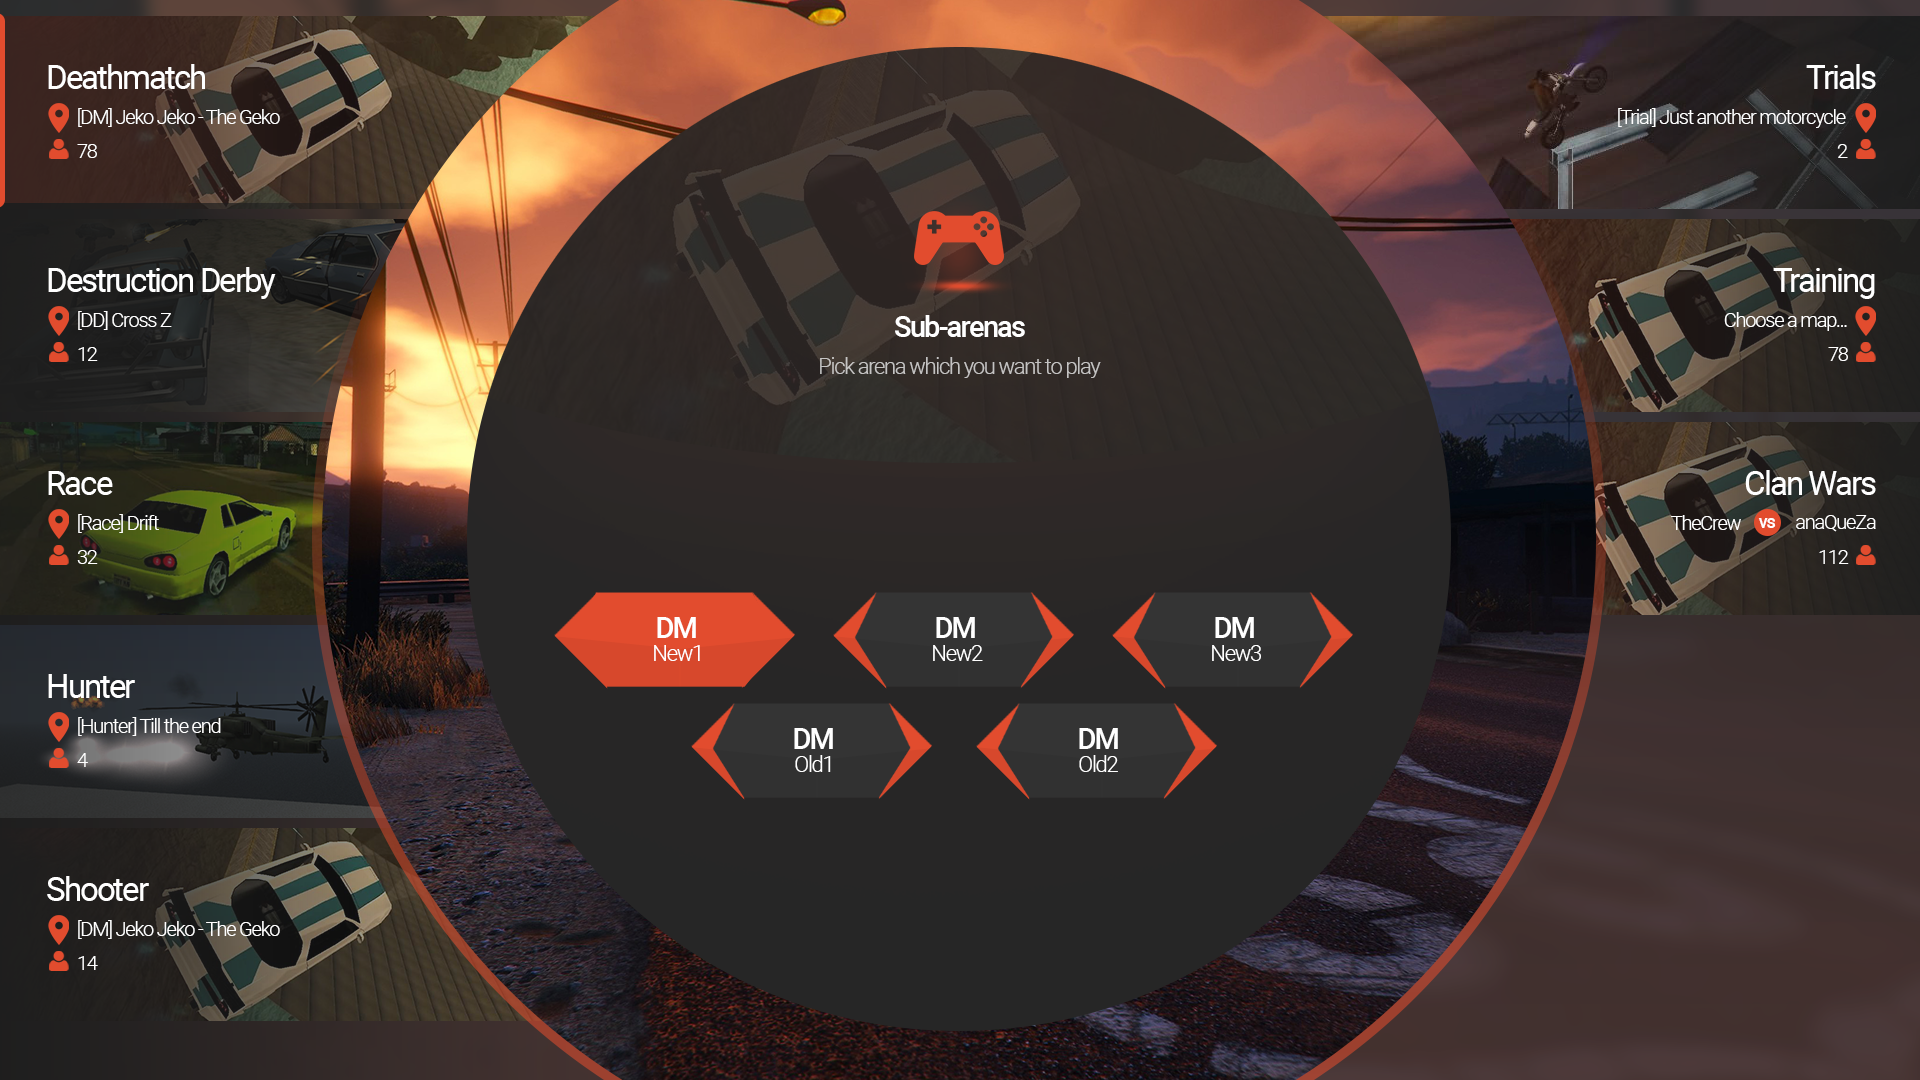 Deathmatch
[DM] Jeko Jeko - The Geko
78
Destruction Derby
[DD] Cross Z
12
Race
[Race] Drift
32
Hunter
[Hunter] Till the end
4
Shooter
[DM] Jeko Jeko - The Geko
14
Sub-arenas
Pick arena which you want to play
DM
New1
DM
New2
DM
New3
DM
Old1
DM
Old2
Trials
[Trial] Just another motorcycle
2
Training
Choose a map...
78
Clan Wars
TheCrew VS anaQueZa
112